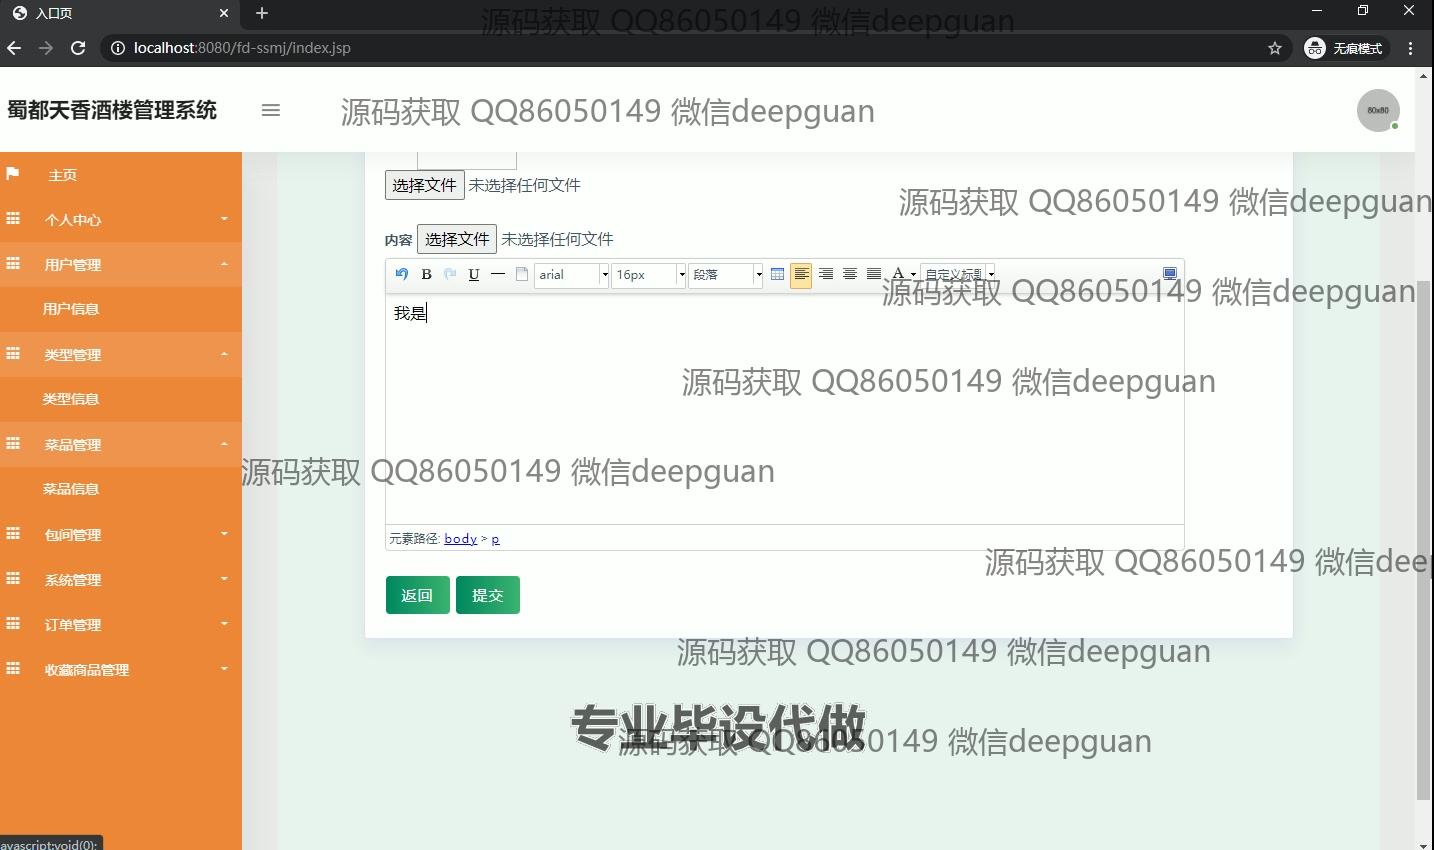 入口页
源码获取 QQ86050149 微信deepguan
localhost:8080/fd-ssmj/index.jsp
无痕模式
蜀都天香酒楼管理系统
源码获取 QQ86050149 微信deepguan
80x80
主页
选择文件 未选择任何文件
源码获取 QQ86050149 微信deepguan
个人中心
内容 选择文件 未选择任何文件
用户管理
B U arial 16px 段落 A 自定义标题
源码获取 QQ86050149 微信deepguan
用户信息
我是
类型管理
源码获取 QQ86050149 微信deepguan
类型信息
菜品管理
源码获取 QQ86050149 微信deepguan
菜品信息
包间管理
元素路径: body > p
源码获取 QQ86050149 微信deep
系统管理
返回 提交
订单管理
源码获取 QQ86050149 微信deepguan
收藏商品管理
专业毕设代做
源码获取 QQ86050149 微信deepguan
avascript:void(0);